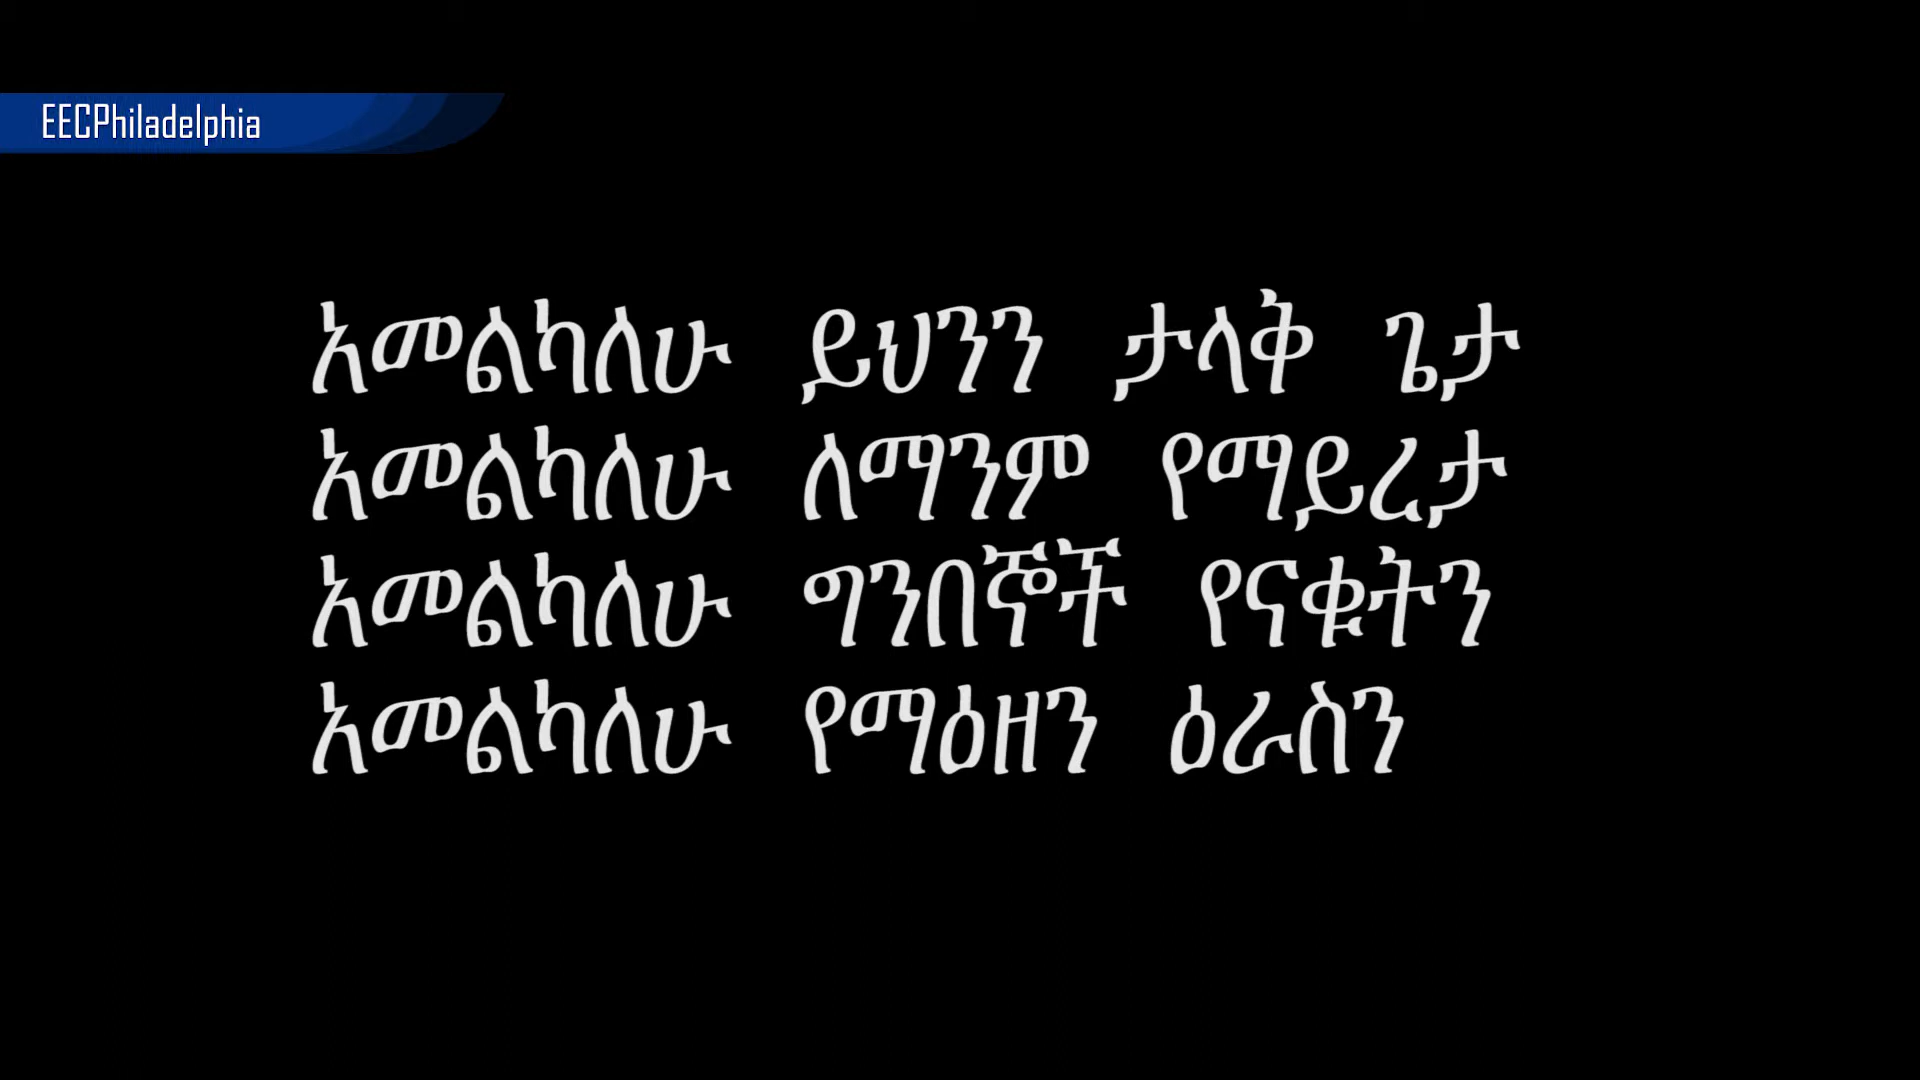 EECPhiladelphia
አመልካለሁ ይህንን ታላቅ ጌታ
አመልካለሁ ለማንም የማይረታ
አመልካለሁ ግንበኞች የናቁትን
አመልካለሁ የማዕዘን ዕራስን